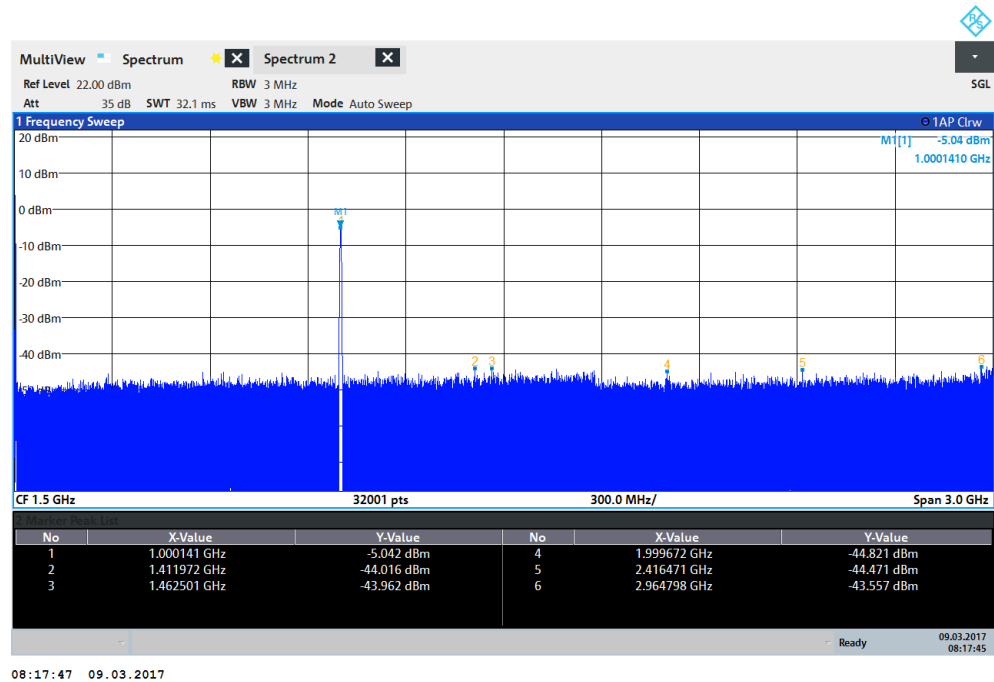 R S
MultiView Spectrum Spectrum 2
Ref Level 22.00 dBm RBW 3 MHz SGL
Att 35 dB SWT 32.1 ms VBW 3 MHz Mode Auto Sweep
1 Frequency Sweep 1AP Clrw
20 dBm M1[1] -5.04 dBm
1.0001410 GHz
10 dBm
0 dBm M1
1
-10 dBm
-20 dBm
-30 dBm
-40 dBm 2 3 4 5 6
CF 1.5 GHz 32001 pts 300.0 MHz/ Span 3.0 GHz
2 Marker Peak List
No X-Value Y-Value No X-Value Y-Value
1 1.000141 GHz -5.042 dBm 4 1.999672 GHz -44.821 dBm
2 1.411972 GHz -44.016 dBm 5 2.416471 GHz -44.471 dBm
3 1.462501 GHz -43.962 dBm 6 2.964798 GHz -43.557 dBm
Ready 09.03.2017
08:17:45
08:17:47 09.03.2017